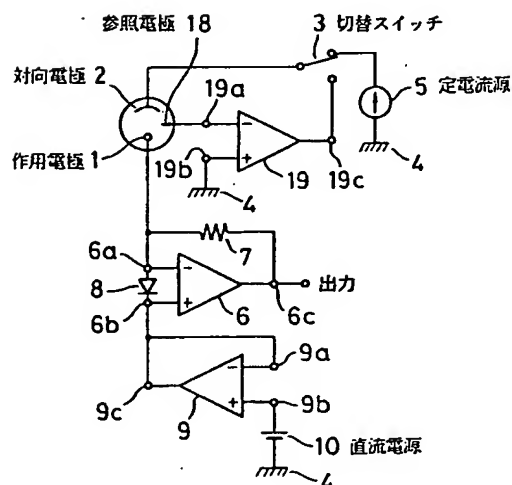 参照電極 18
3 切替スイッチ
対向電極 2
19a
5 定電流源
作用電極 1
19b
19
19c
4
4
7
6a
8
6
6b
6c
出力
9a
9c
9
9b
10 直流電源
4